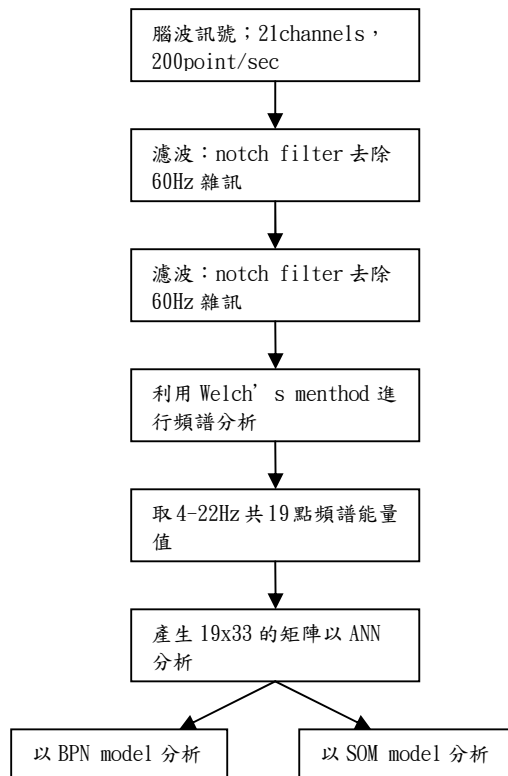 腦波訊號；21channels，
200point/sec
濾波：notch filter 去除
60Hz 雜訊
濾波：notch filter 去除
60Hz 雜訊
利用 Welch’s menthod 進
行頻譜分析
取 4-22Hz 共 19 點頻譜能量
值
產生 19x33 的矩陣以 ANN
分析
以 BPN model 分析
以 SOM model 分析